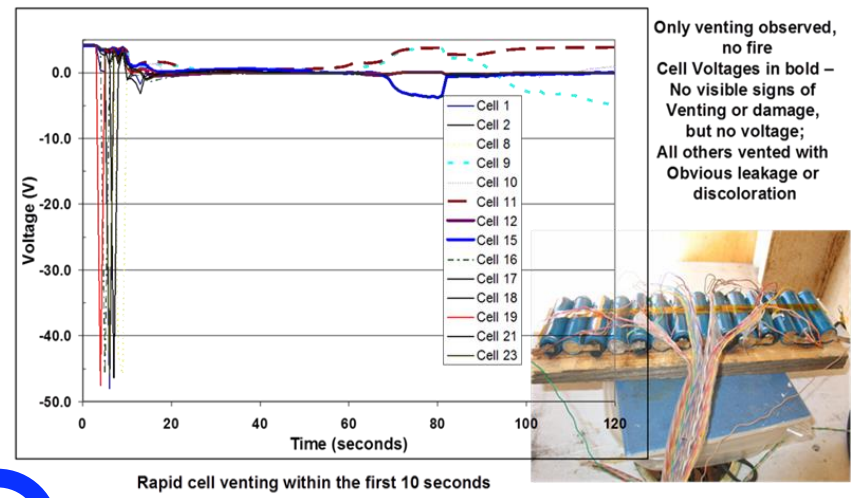 Only venting observed,
no fire
Cell Voltages in bold –
No visible signs of
Venting or damage,
but no voltage;
All others vented with
Obvious leakage or
discoloration
Voltage (V)
0.0
-10.0
-20.0
-30.0
-40.0
-50.0
0
20
40
60
80
100
120
Time (seconds)
Cell 1
Cell 2
Cell 8
Cell 9
Cell 10
Cell 11
Cell 12
Cell 15
Cell 16
Cell 17
Cell 18
Cell 19
Cell 21
Cell 23
Rapid cell venting within the first 10 seconds